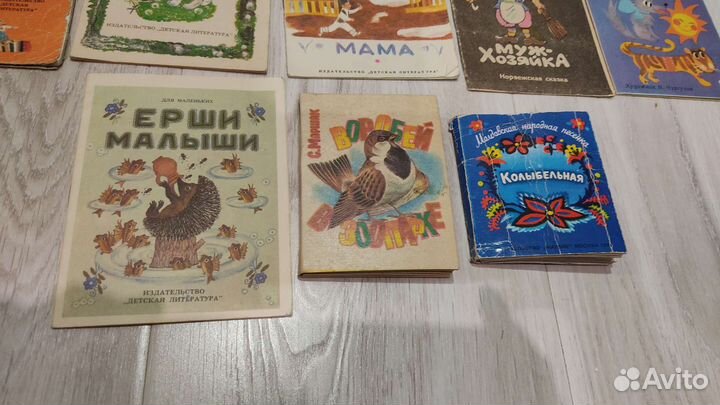 ИЗДАТЕЛЬСТВО "ДЕТСКАЯ ЛИТЕРАТУРА"
МАМА
ИЗДАТЕЛЬСТВО "ДЕТСКАЯ ЛИТЕРАТУРА"
МУЖ-
ХОЗЯЙКА
Норвежская сказка
ДЛЯ МАЛЕНЬКИХ
ЕРШИ
МАЛЫШИ
ИЗДАТЕЛЬСТВО
"ДЕТСКАЯ ЛИТЕРАТУРА"
С. Маршак
ВОРОБЕЙ
В ЗООПАРКЕ
Молдавская народная песенка
КОЛЫБЕЛЬНАЯ
Avito